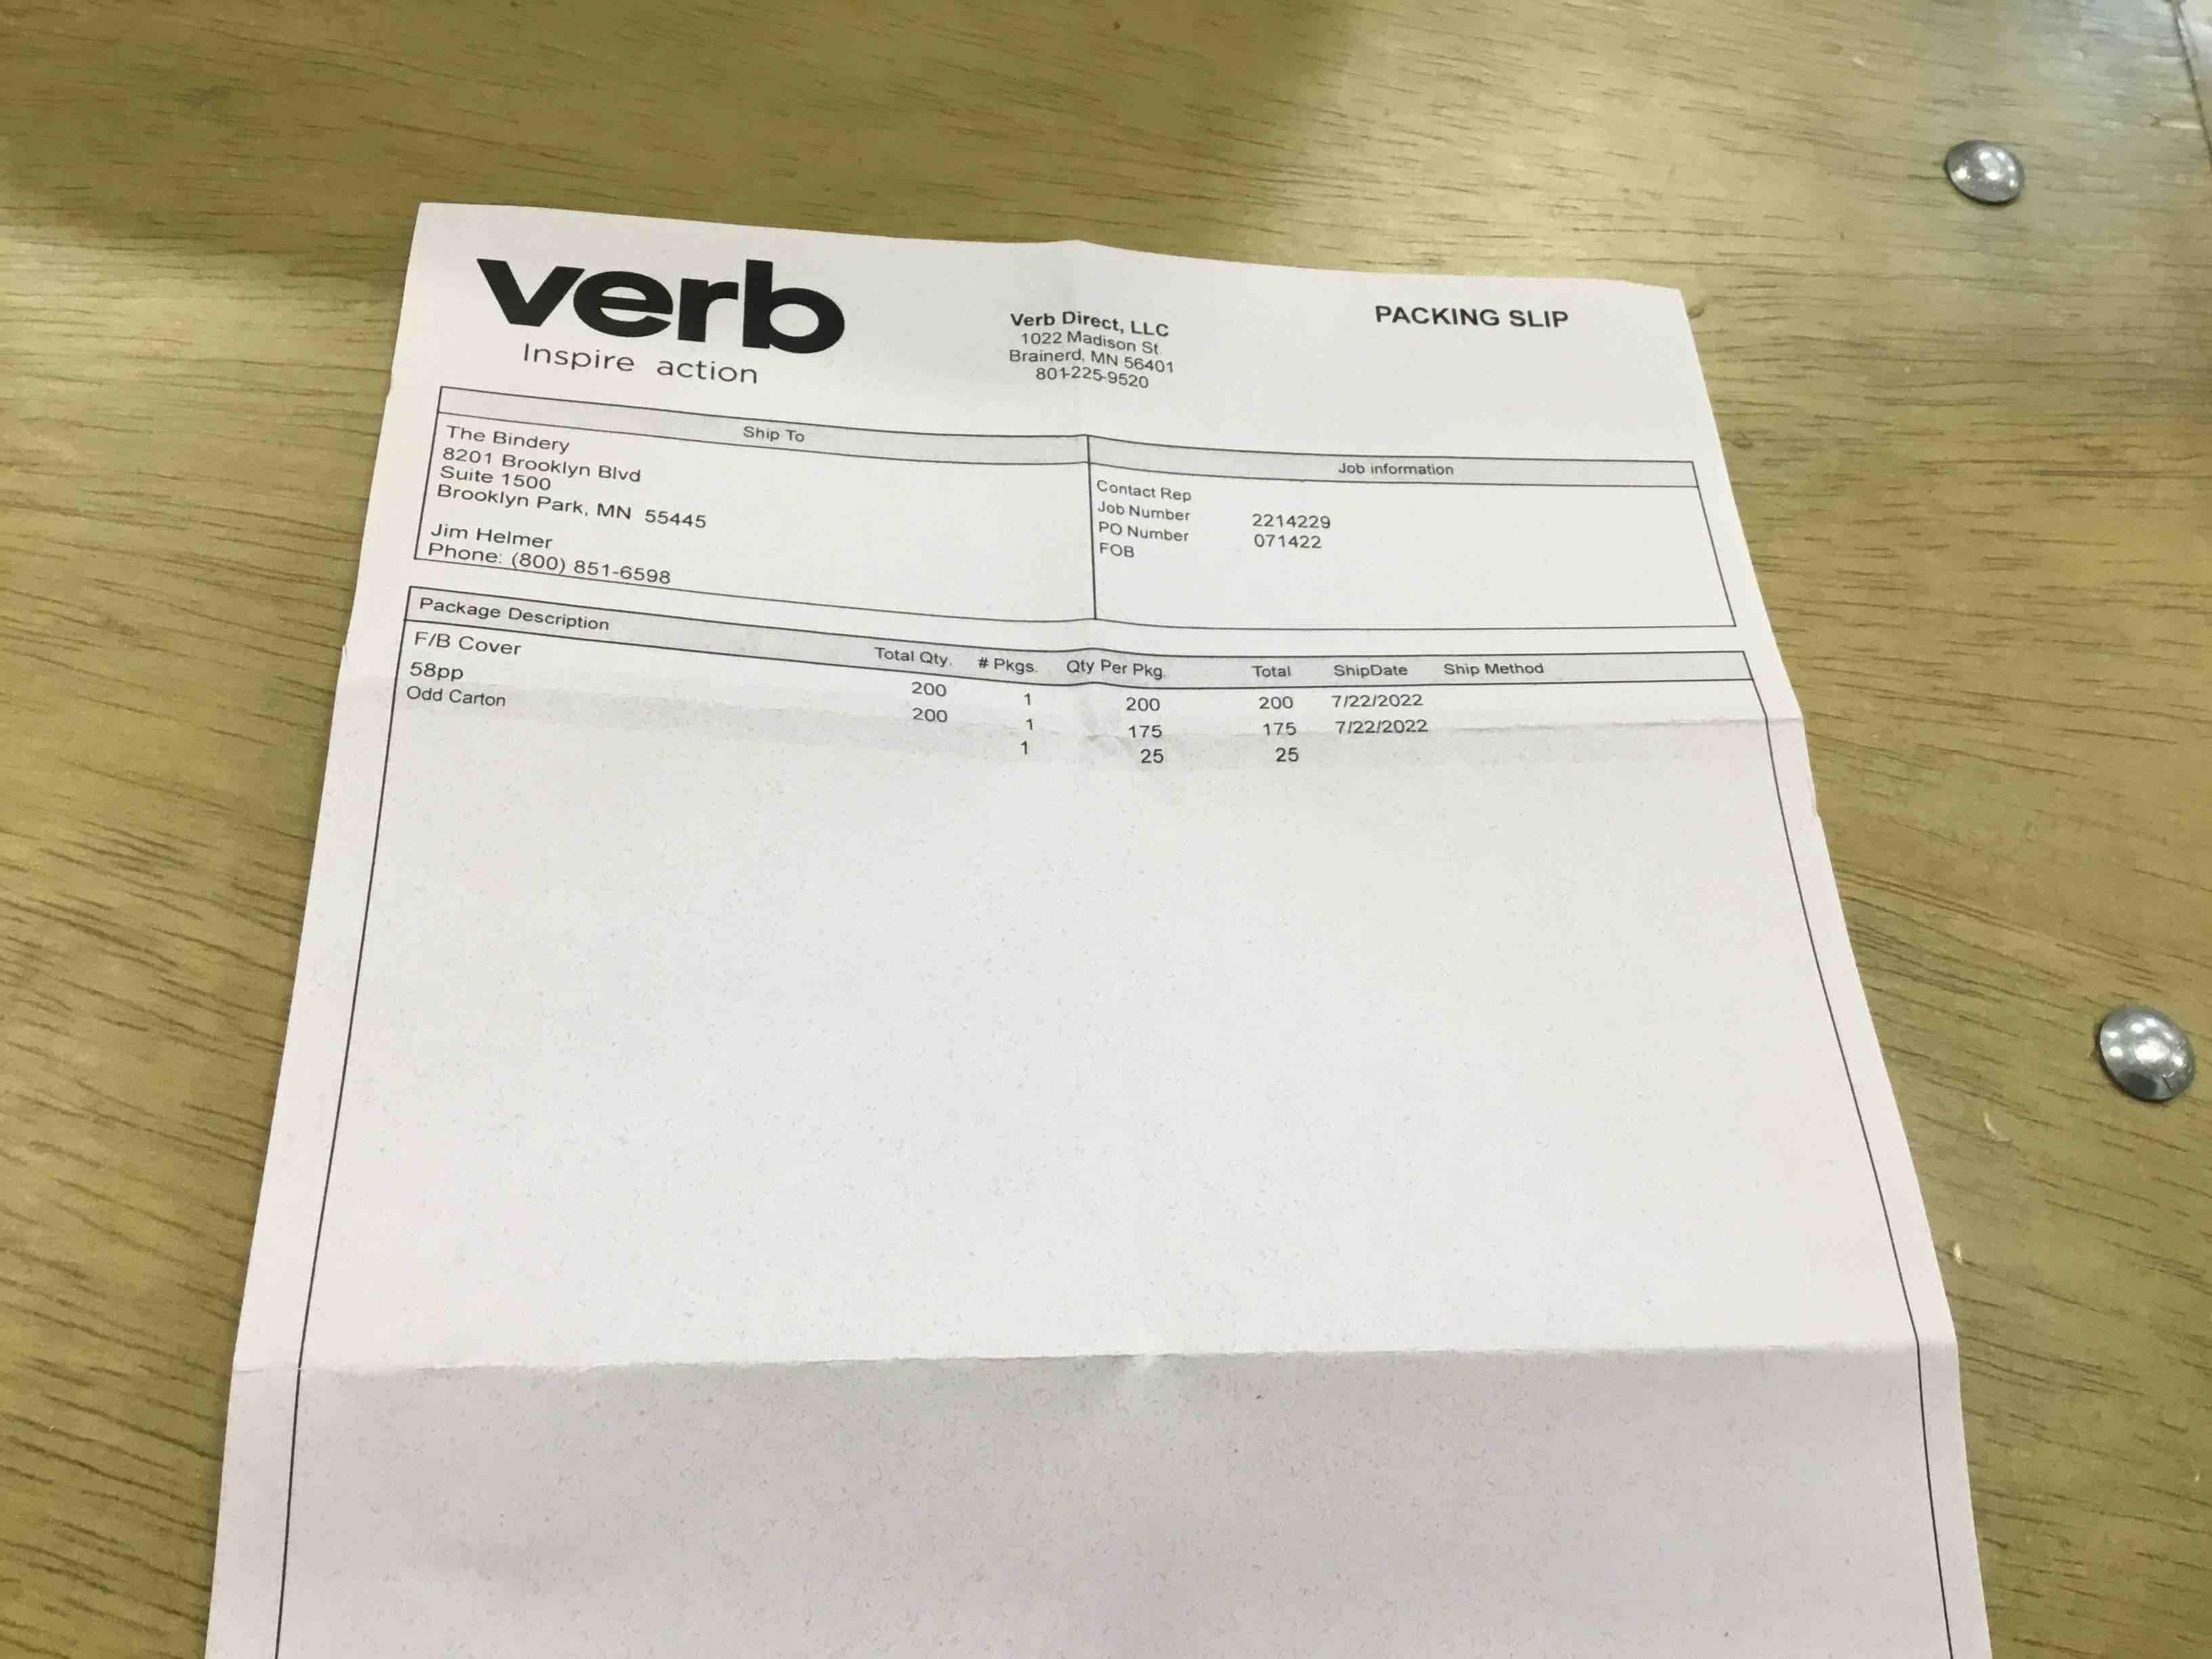 verb
Inspire action
Verb Direct, LLC
1022 Madison St.
Brainerd, MN 56401
801-225-9520
PACKING SLIP
Ship To
The Bindery
8201 Brooklyn Blvd
Suite 1500
Brooklyn Park, MN 55445
Jim Helmer
Phone: (800) 851-6598
Job information
Contact Rep
Job Number 2214229
PO Number 071422
FOB
Package Description Total Qty. # Pkgs. Qty Per Pkg. Total ShipDate Ship Method
F/B Cover 200 1 200 200 7/22/2022
58pp 200 1 175 175 7/22/2022
Odd Carton 1 25 25